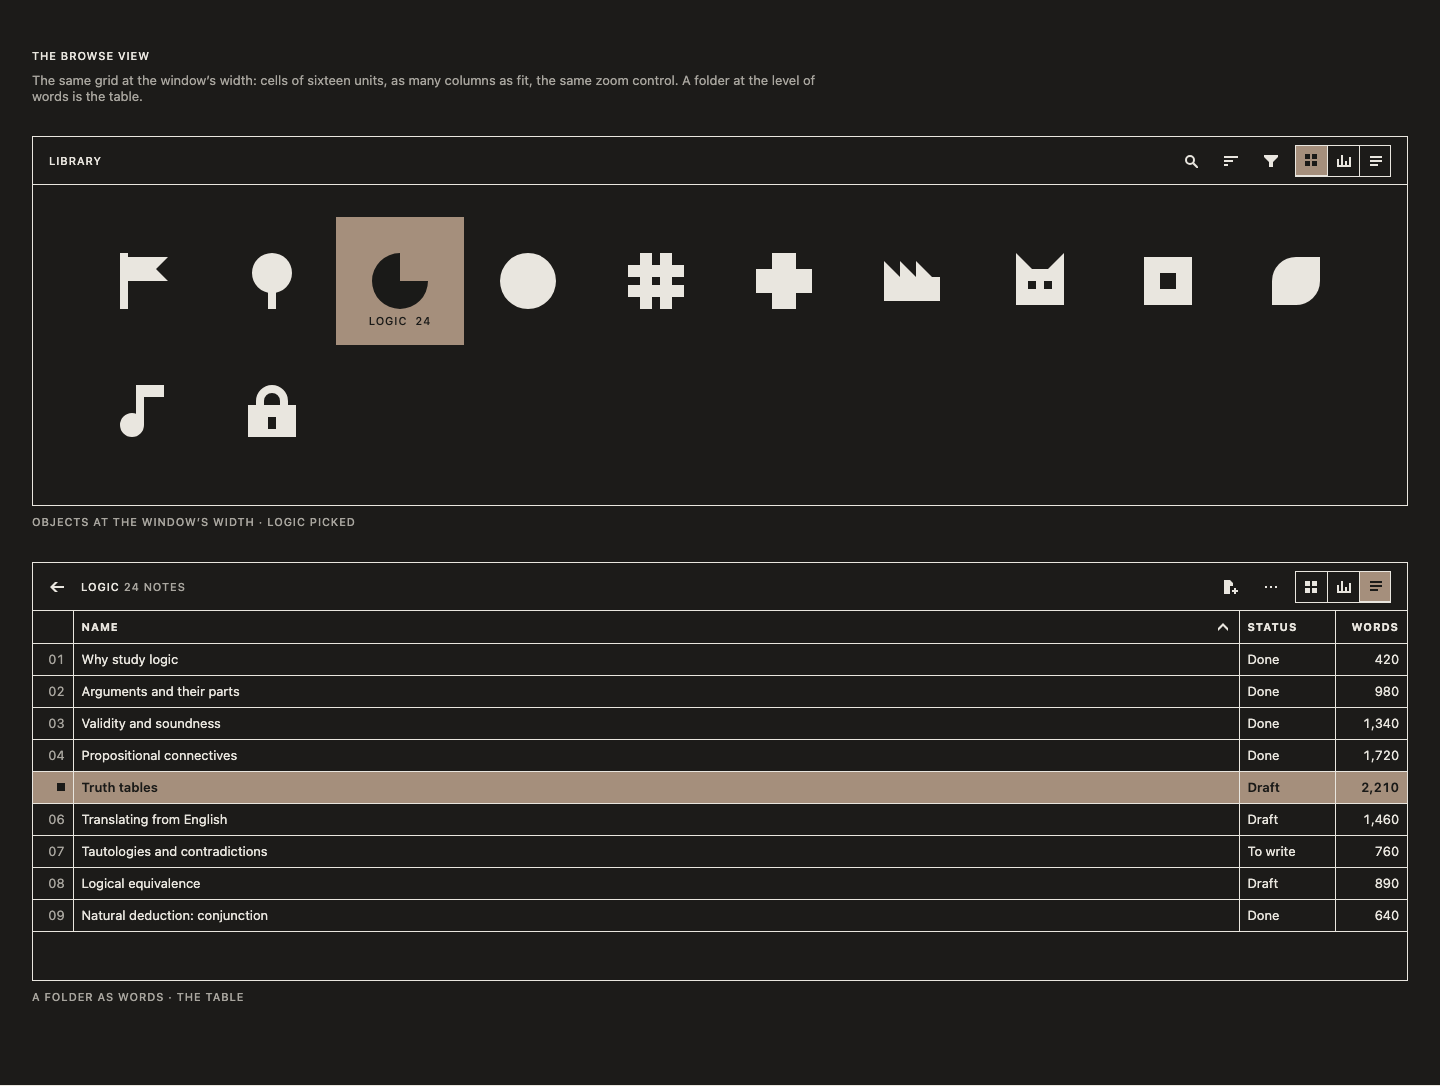 THE BROWSE VIEW
The same grid at the window’s width: cells of sixteen units, as many columns as fit, the same zoom control. A folder at the level of
words is the table.
LIBRARY
LOGIC 24
OBJECTS AT THE WINDOW’S WIDTH · LOGIC PICKED
LOGIC 24 NOTES
NAME STATUS WORDS
01 Why study logic Done 420
02 Arguments and their parts Done 980
03 Validity and soundness Done 1,340
04 Propositional connectives Done 1,720
Truth tables Draft 2,210
06 Translating from English Draft 1,460
07 Tautologies and contradictions To write 760
08 Logical equivalence Draft 890
09 Natural deduction: conjunction Done 640
A FOLDER AS WORDS · THE TABLE